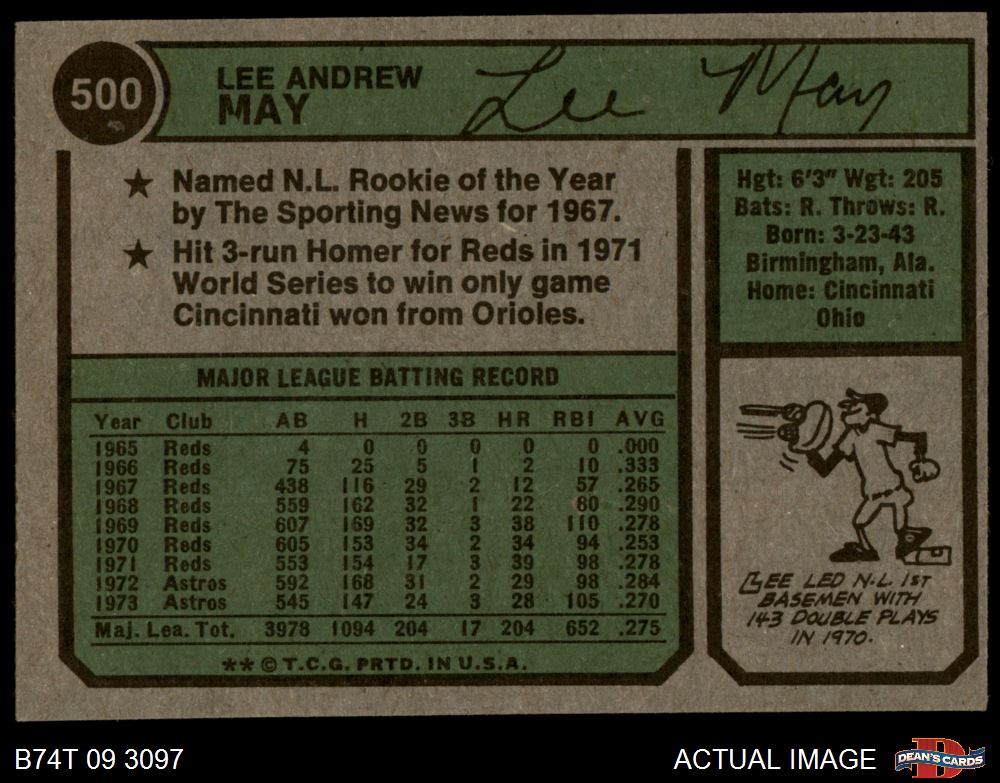 500
LEE ANDREW
MAY
Lee May
★ Named N.L. Rookie of the Year
by The Sporting News for 1967.
★ Hit 3-run Homer for Reds in 1971
World Series to win only game
Cincinnati won from Orioles.
Hgt: 6'3" Wgt: 205
Bats: R. Throws: R.
Born: 3-23-43
Birmingham, Ala.
Home: Cincinnati
Ohio
MAJOR LEAGUE BATTING RECORD
Year Club AB H 2B 3B HR RBI AVG
1965 Reds 4 0 0 0 0 0 .000
1966 Reds 75 25 5 1 2 10 .333
1967 Reds 438 116 29 2 12 57 .265
1968 Reds 559 162 32 1 22 80 .290
1969 Reds 607 169 32 3 38 110 .278
1970 Reds 605 153 34 2 34 94 .253
1971 Reds 553 154 17 3 39 98 .278
1972 Astros 592 168 31 2 29 98 .284
1973 Astros 545 147 24 3 28 105 .270
Maj. Lea. Tot. 3978 1094 204 17 204 652 .275
** © T.C.G. PRTD. IN U.S.A.
LEE LED N.L. 1ST
BASEMEN WITH
143 DOUBLE PLAYS
IN 1970.
B74T 09 3097
ACTUAL IMAGE
D
DEAN'S CARDS